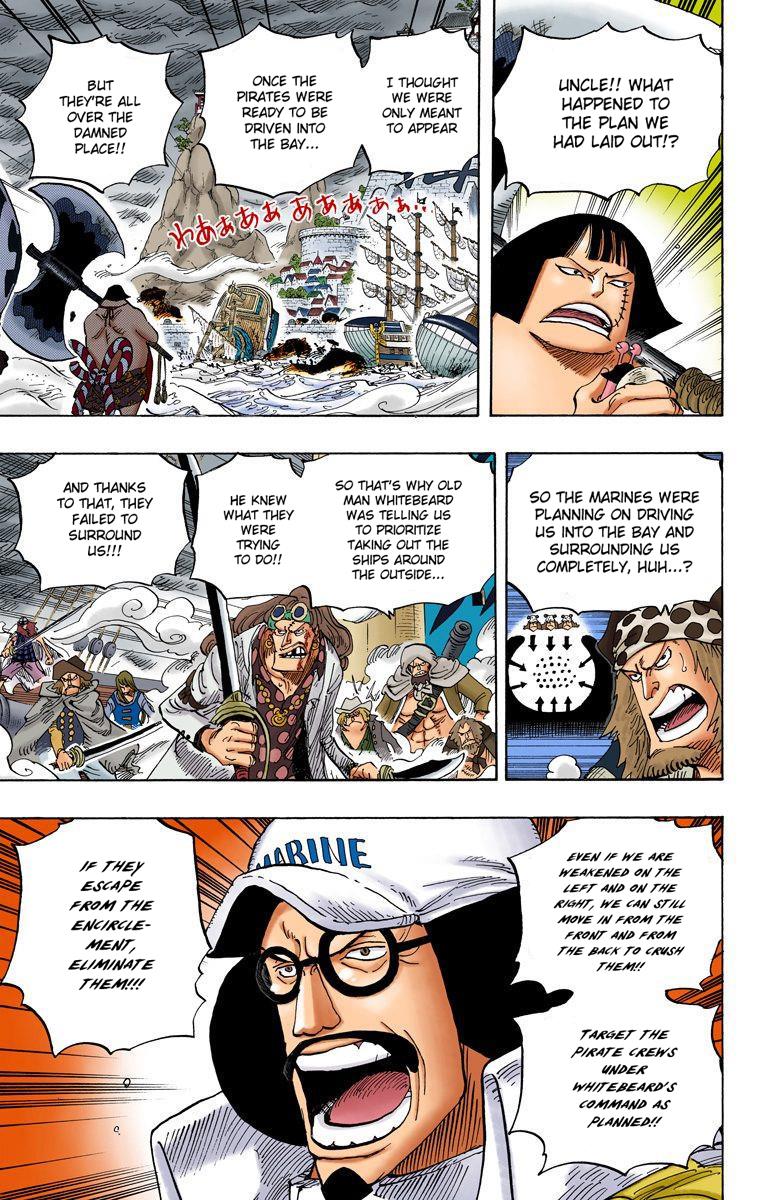 UNCLE!! WHAT
HAPPENED TO
THE PLAN WE
HAD LAID OUT!?
I THOUGHT
WE WERE
ONLY MEANT
TO APPEAR
ONCE THE
PIRATES WERE
READY TO BE
DRIVEN INTO
THE BAY...
BUT
THEY'RE ALL
OVER THE
DAMNED
PLACE!!
わあぁぁぁぁぁぁぁぁ..
SO THE MARINES WERE
PLANNING ON DRIVING
US INTO THE BAY AND
SURROUNDING US
COMPLETELY, HUH...?
SO THAT'S WHY OLD
MAN WHITEBEARD
WAS TELLING US
TO PRIORITIZE
TAKING OUT THE
SHIPS AROUND
THE OUTSIDE...
HE KNEW
WHAT THEY
WERE
TRYING
TO DO!!
AND THANKS
TO THAT, THEY
FAILED TO
SURROUND
US!!!
EVEN IF WE ARE
WEAKENED ON THE
LEFT AND ON THE
RIGHT, WE CAN STILL
MOVE IN FROM THE
FRONT AND FROM
THE BACK TO CRUSH
THEM!!
TARGET THE
PIRATE CREWS
UNDER
WHITEBEARD'S
COMMAND AS
PLANNED!!
IF THEY
ESCAPE
FROM THE
ENCIRCLE-
MENT,
ELIMINATE
THEM!!!
MARINE